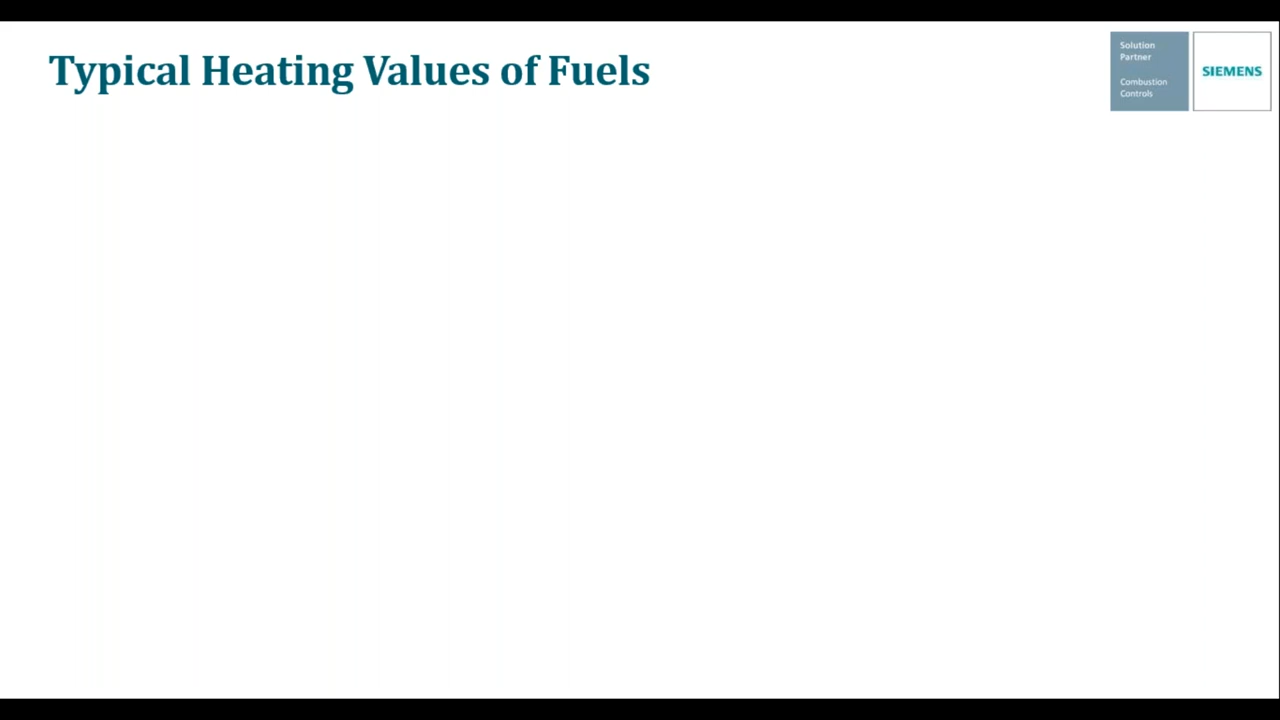 Typical Heating Values of Fuels
Solution
Partner
Combustion
Controls
SIEMENS